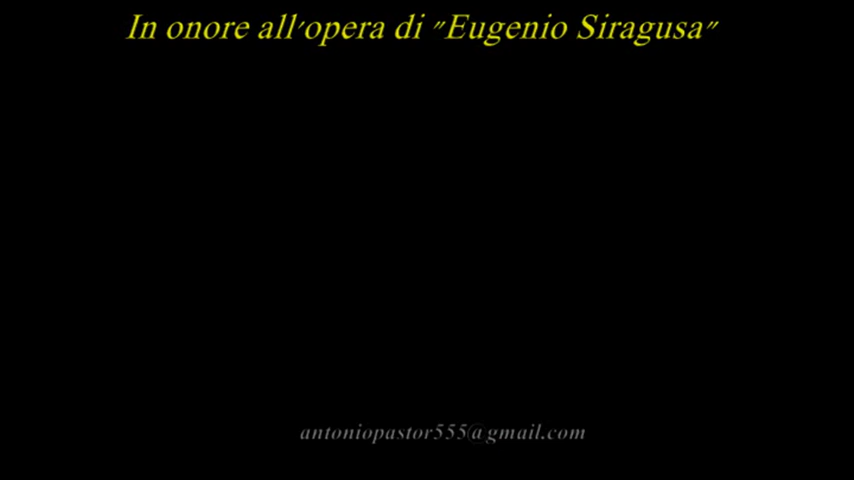 In onore all'opera di "Eugenio Siragusa"
antoniopastor555@gmail.com